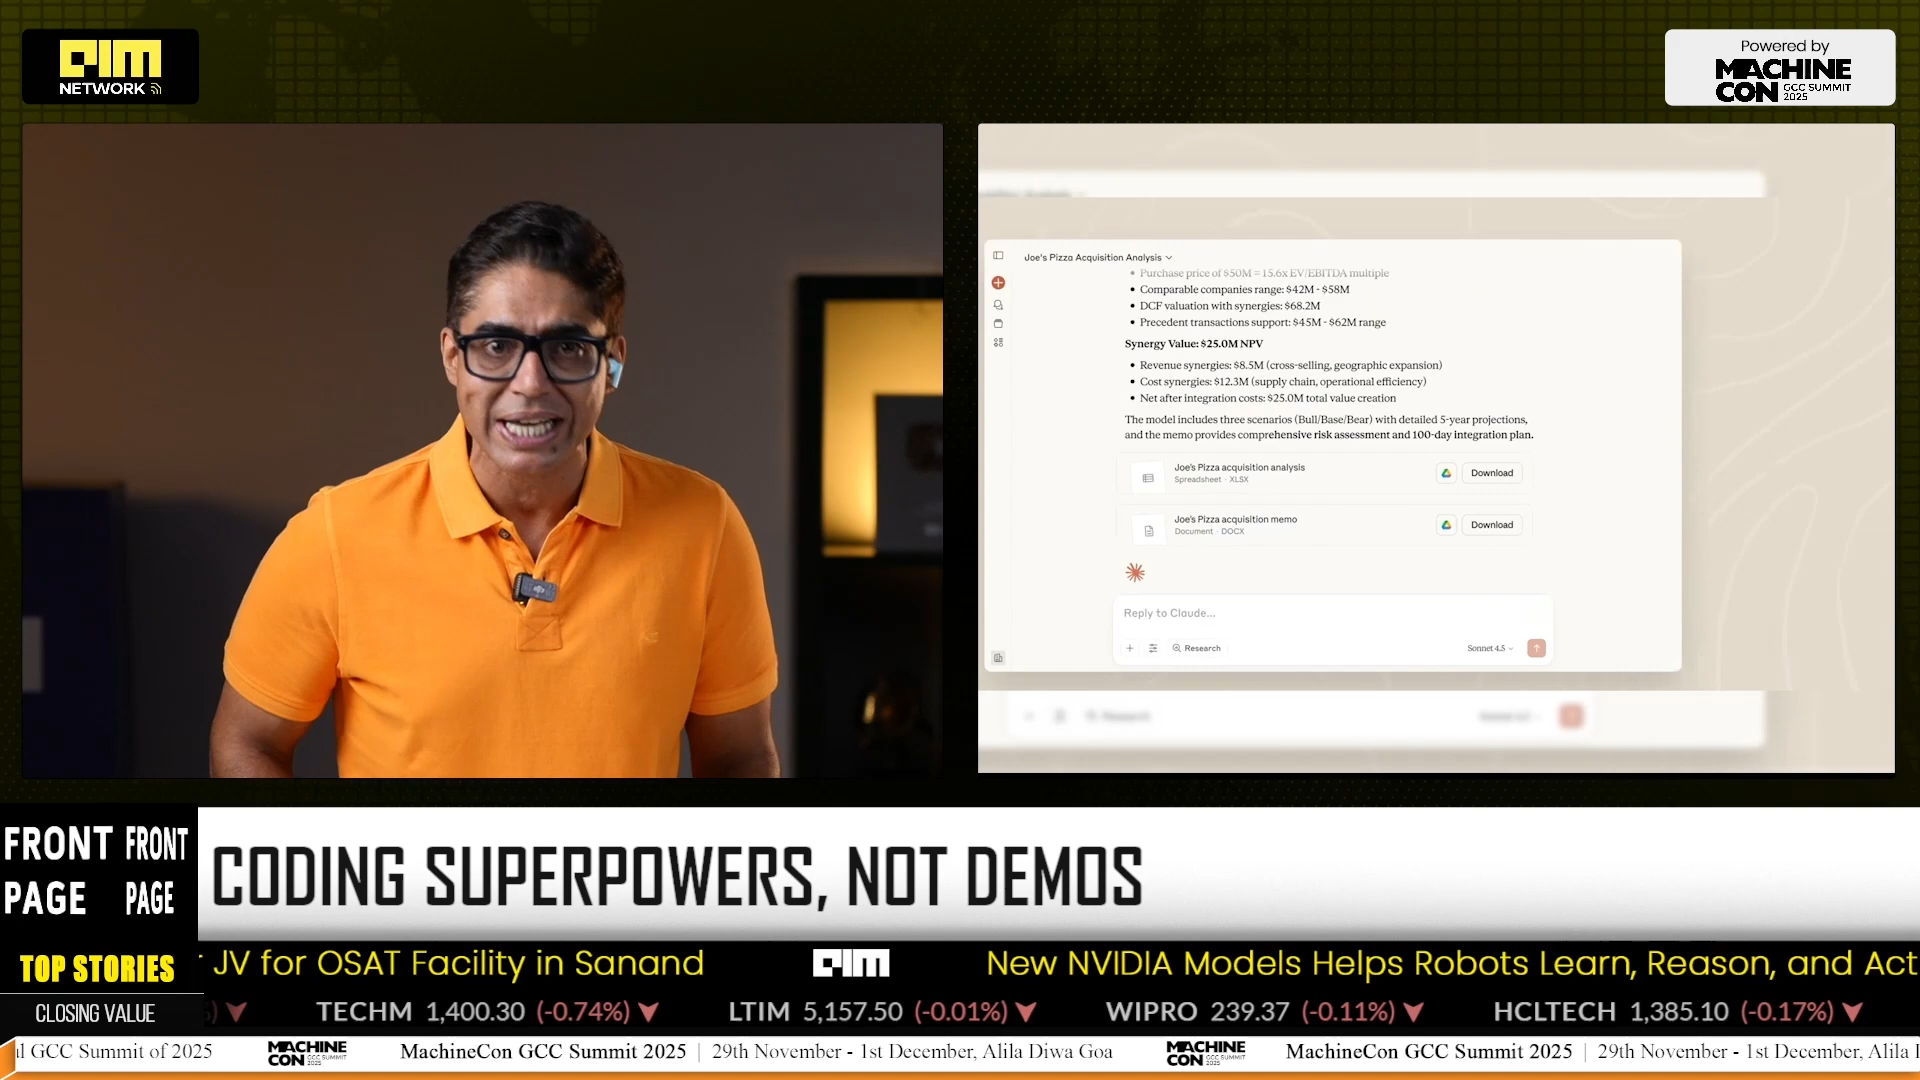 AIM
NETWORK
Powered by
MACHINE
CON GCC SUMMIT
2025
Joe's Pizza Acquisition Analysis
Purchase price of $50M = 15.6x EV/EBITDA multiple
Comparable companies range: $42M - $58M
DCF valuation with synergies: $68.2M
Precedent transactions support: $45M - $62M range
Synergy Value: $25.0M NPV
Revenue synergies: $8.5M (cross-selling, geographic expansion)
Cost synergies: $12.3M (supply chain, operational efficiency)
Net after integration costs: $25.0M total value creation
The model includes three scenarios (Bull/Base/Bear) with detailed 5-year projections,
and the memo provides comprehensive risk assessment and 100-day integration plan.
Joe's Pizza acquisition analysis
Spreadsheet · XLSX
Download
Joe's Pizza acquisition memo
Document · DOCX
Download
Reply to Claude...
Research
Sonnet 4.5
Research
FRONT FRONT
PAGE PAGE
CODING SUPERPOWERS, NOT DEMOS
TOP STORIES
JV for OSAT Facility in Sanand AIM New NVIDIA Models Helps Robots Learn, Reason, and Act
CLOSING VALUE
) TECHM 1,400.30 (-0.74%) LTIM 5,157.50 (-0.01%) WIPRO 239.37 (-0.11%) HCLTECH 1,385.10 (-0.17%)
l GCC Summit of 2025 MACHINE CON GCC SUMMIT 2025 MachineCon GCC Summit 2025 | 29th November - 1st December, Alila Diwa Goa MACHINE CON GCC SUMMIT 2025 MachineCon GCC Summit 2025 | 29th November - 1st December, Alila